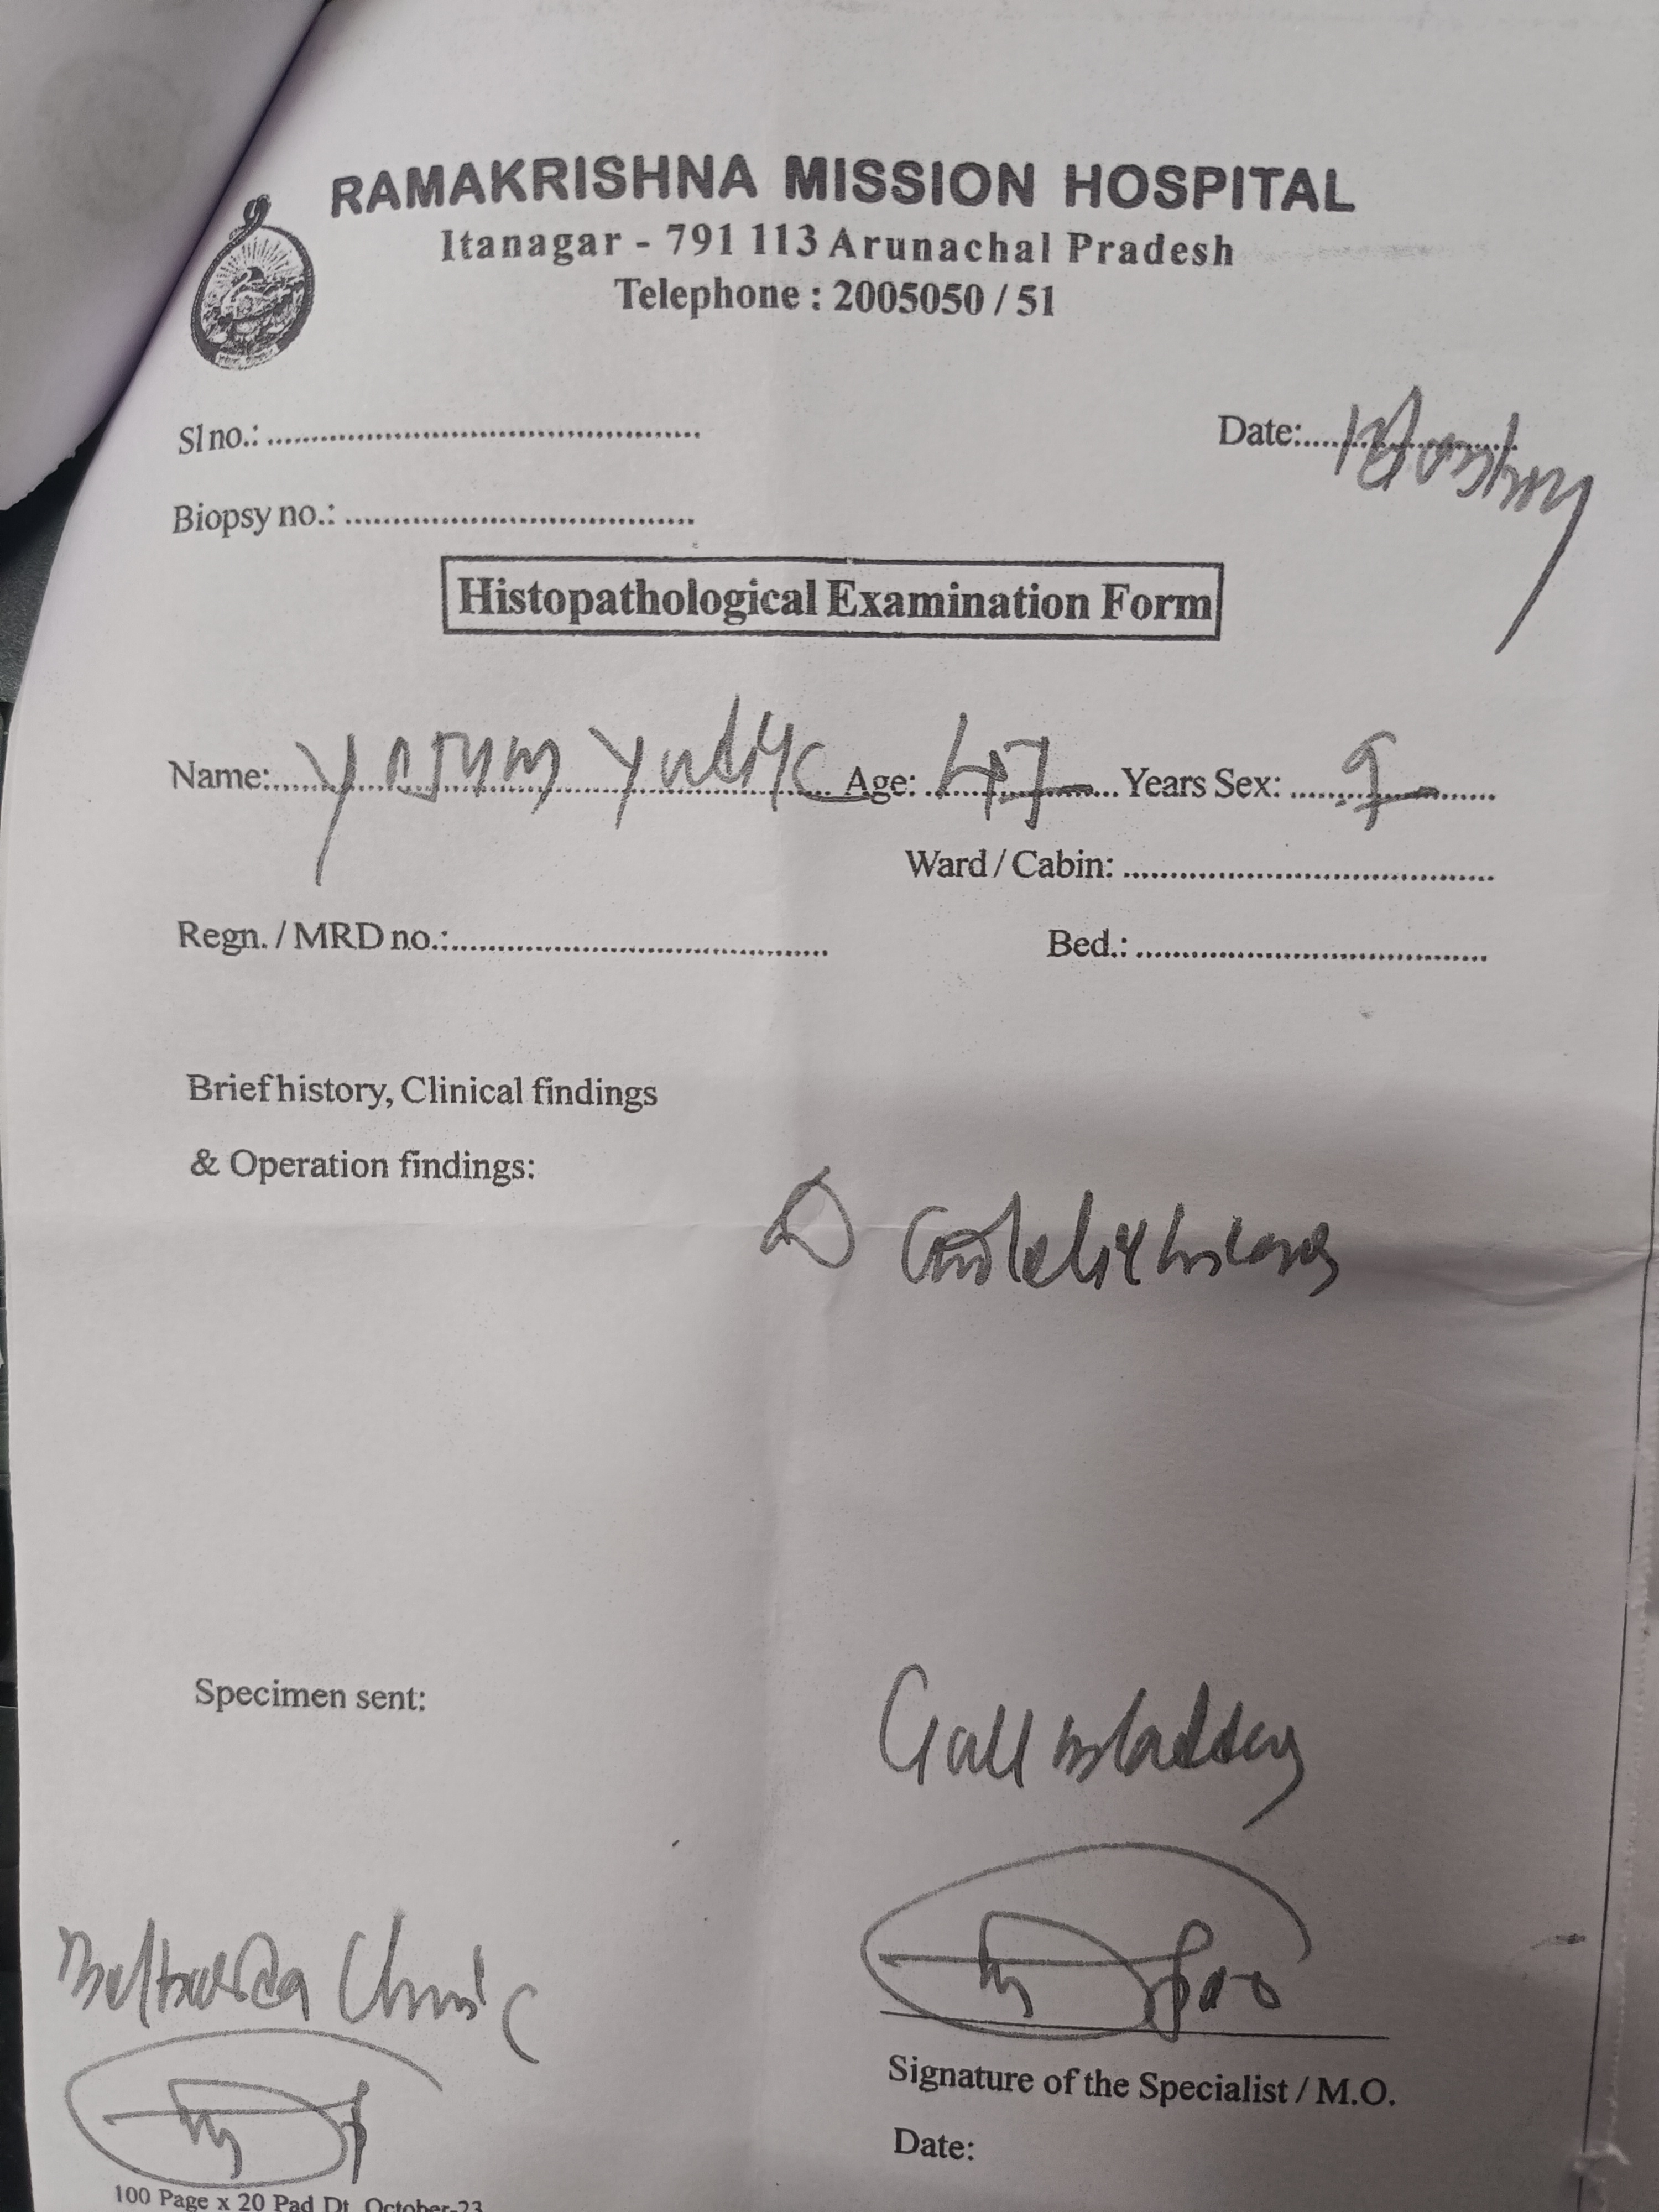 RAMAKRISHNA MISSION HOSPITAL
Itanagar - 791 113 Arunachal Pradesh
Telephone : 2005050 / 51
Sl no.:
Date:
Biopsy no.:
Histopathological Examination Form
Name: Yajum Age: 47 Years Sex: ♀
Ward / Cabin:
Regn. / MRD no.:
Bed.:
Brief history, Clinical findings
& Operation findings:
Specimen sent:
Gall bladder
Clinic
Signature of the Specialist / M.O.
Date:
100 Page x 20 Pad Dt. October-23